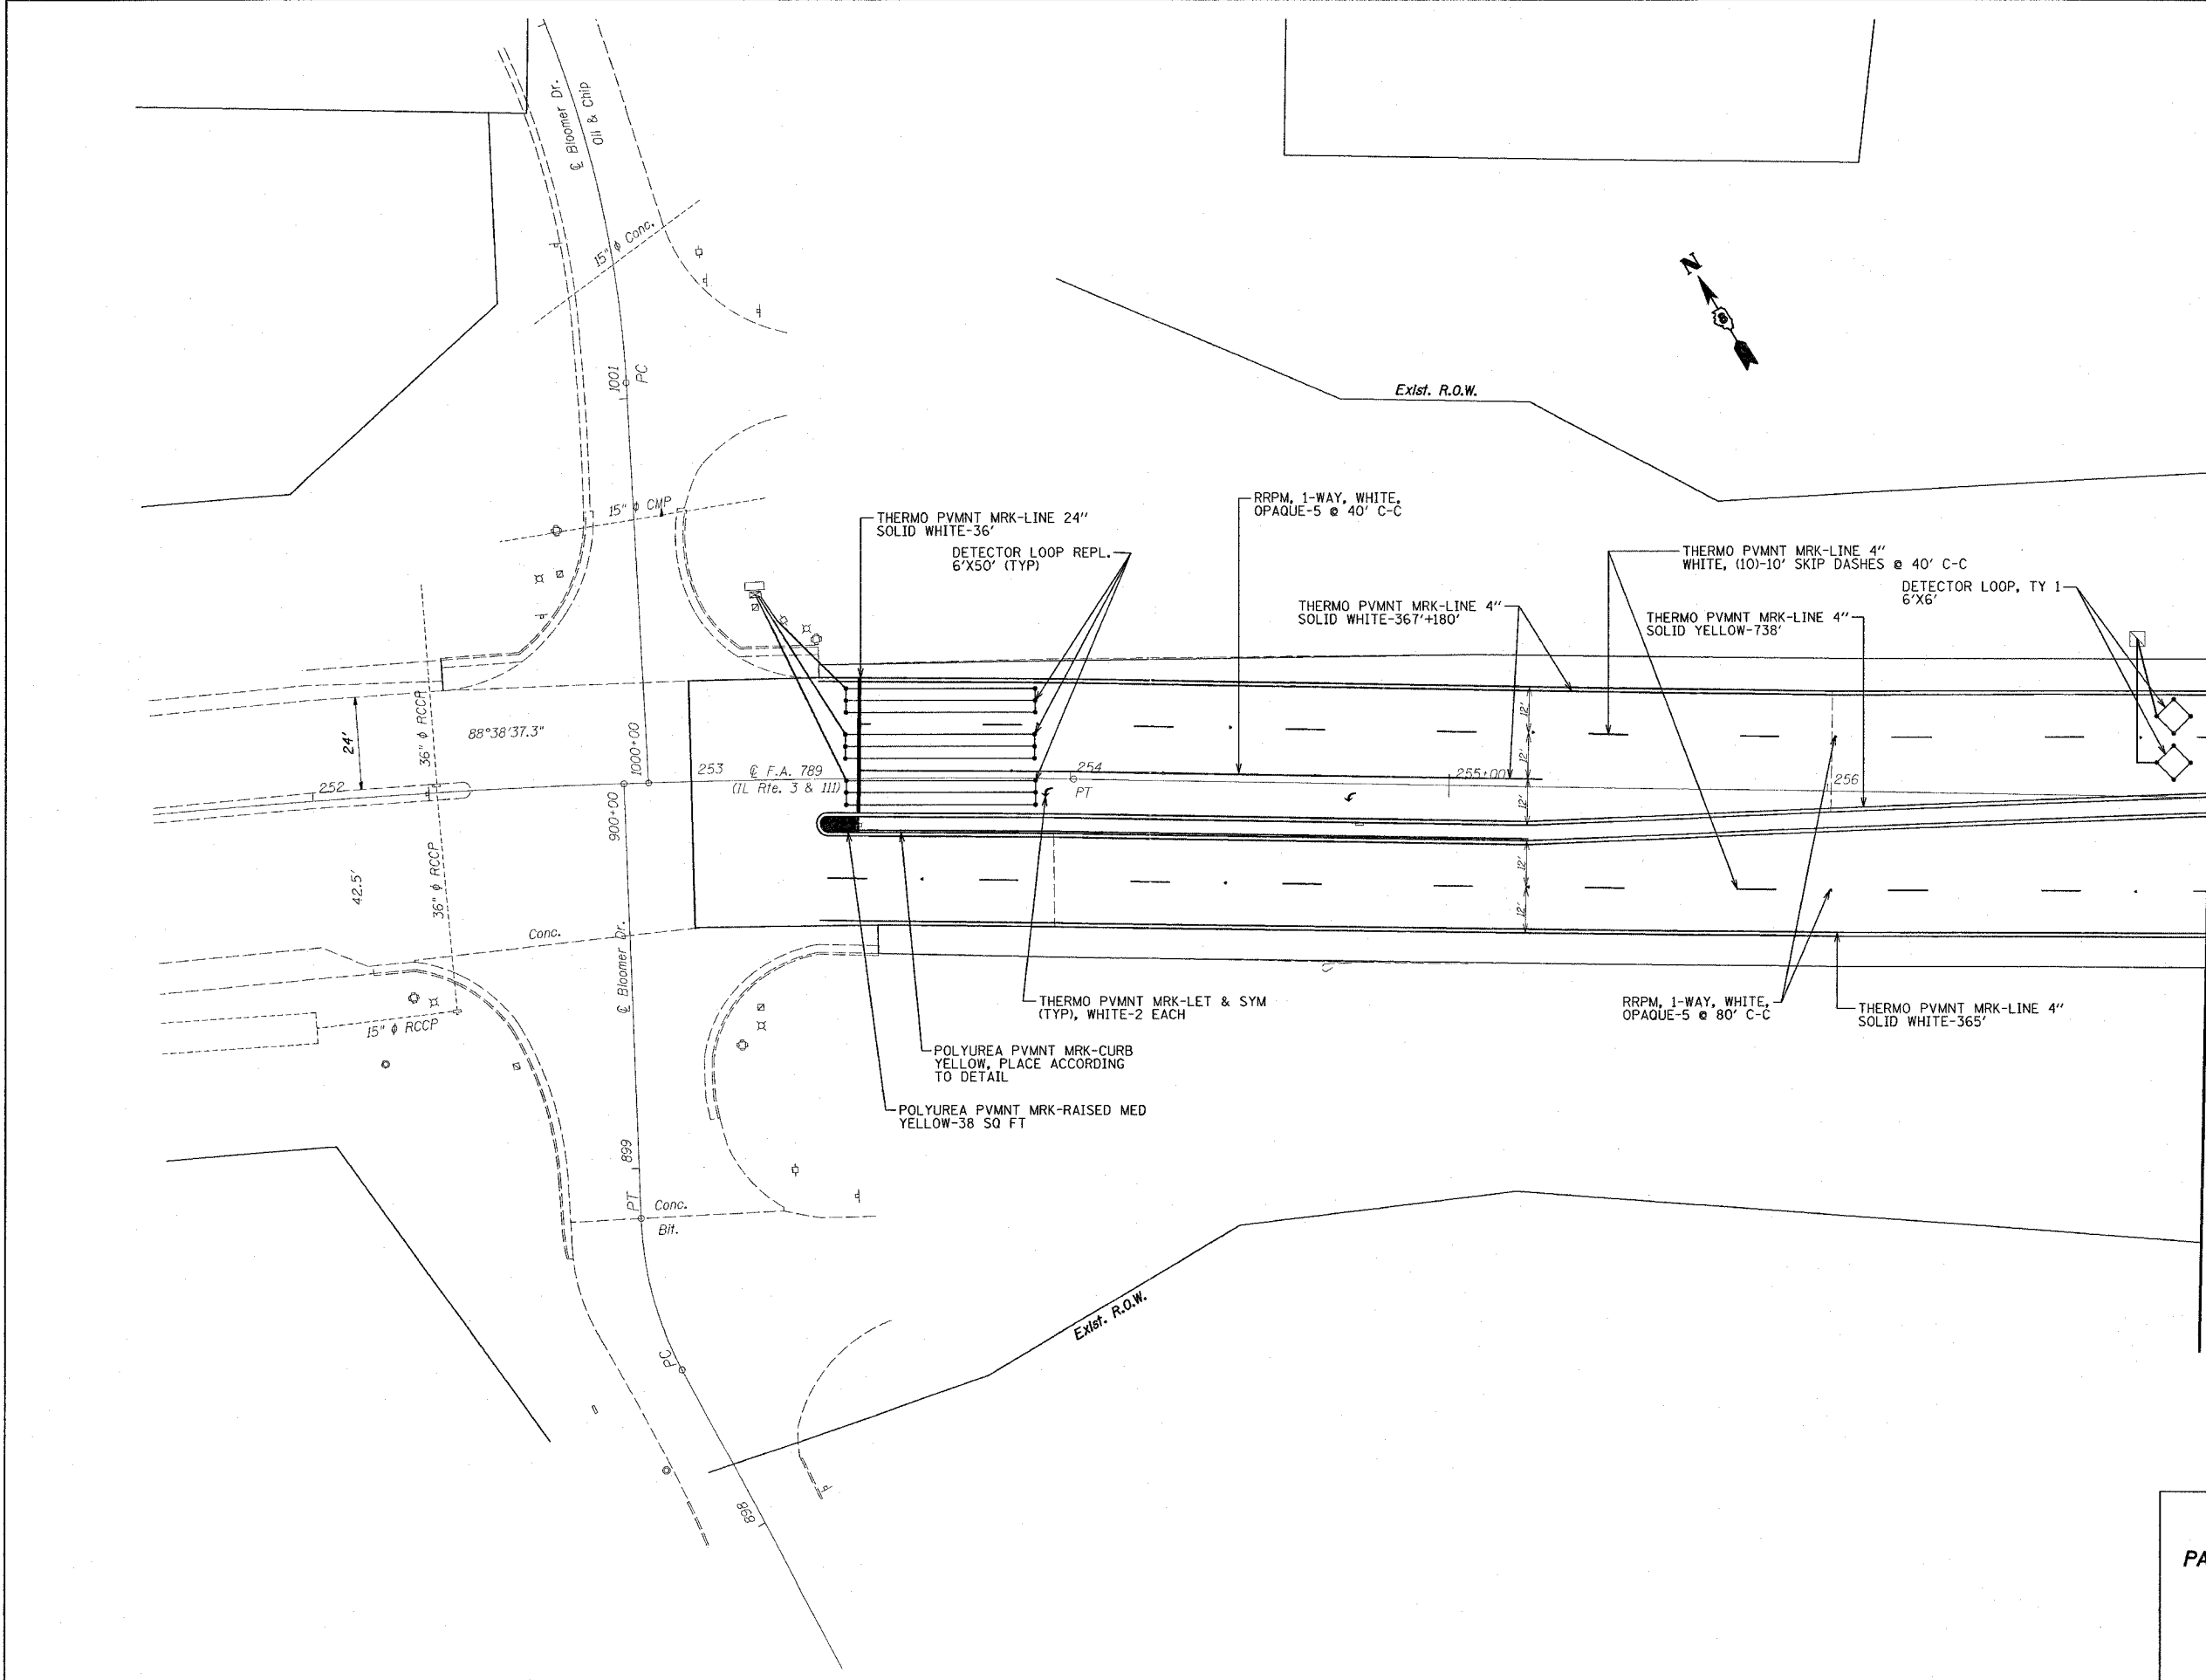 ℄ Bloomer Dr.
Oil & Chip
15" ϕ Conc.
1001
PC
N
Exist. R.O.W.
15" ϕ CMP
THERMO PVMNT MRK-LINE 24"
SOLID WHITE-36'
DETECTOR LOOP REPL.
6'X50' (TYP)
RRPM, 1-WAY, WHITE,
OPAQUE-5 @ 40' C-C
THERMO PVMNT MRK-LINE 4"
WHITE, (10)-10' SKIP DASHES @ 40' C-C
DETECTOR LOOP, TY 1
6'X6'
THERMO PVMNT MRK-LINE 4"
SOLID WHITE-367'+180'
THERMO PVMNT MRK-LINE 4"
SOLID YELLOW-738'
24'
36" ϕ RCCP
88°38'37.3"
1000+00
252
253
℄ F.A. 789
(IL Rte. 3 & 111)
254
PT
255+00
256
12'
12'
12'
12'
12'
900+00
42.5'
36" ϕ RCCP
Conc.
℄ Bloomer Dr.
15" ϕ RCCP
THERMO PVMNT MRK-LET & SYM
(TYP), WHITE-2 EACH
RRPM, 1-WAY, WHITE,
OPAQUE-5 @ 80' C-C
THERMO PVMNT MRK-LINE 4"
SOLID WHITE-365'
POLYUREA PVMNT MRK-CURB
YELLOW, PLACE ACCORDING
TO DETAIL
POLYUREA PVMNT MRK-RAISED MED
YELLOW-38 SQ FT
899
PT
Conc.
Bit.
PC
Exist. R.O.W.
898
PA